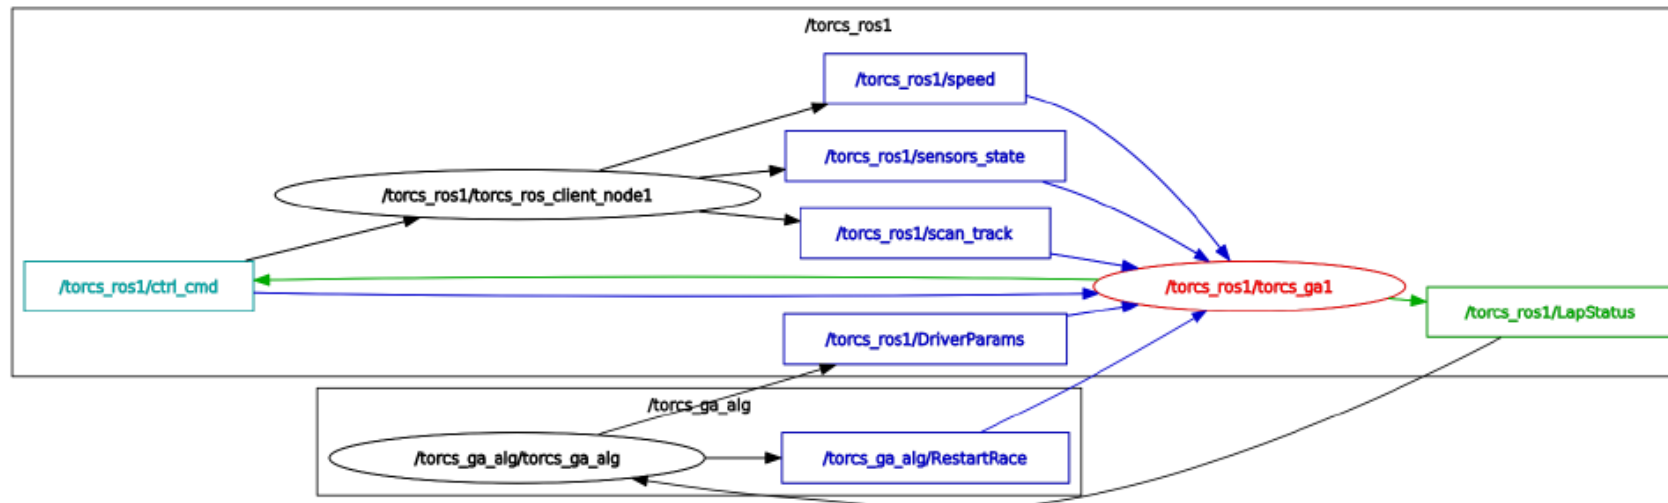 /torcs_ros1
/torcs_ros1/speed
/torcs_ros1/sensors_state
/torcs_ros1/torcs_ros_client_node1
/torcs_ros1/scan_track
/torcs_ros1/ctrl_cmd
/torcs_ros1/torcs_ga1
/torcs_ros1/LapStatus
/torcs_ros1/DriverParams
/torcs_ga_alg
/torcs_ga_alg/torcs_ga_alg
/torcs_ga_alg/RestartRace